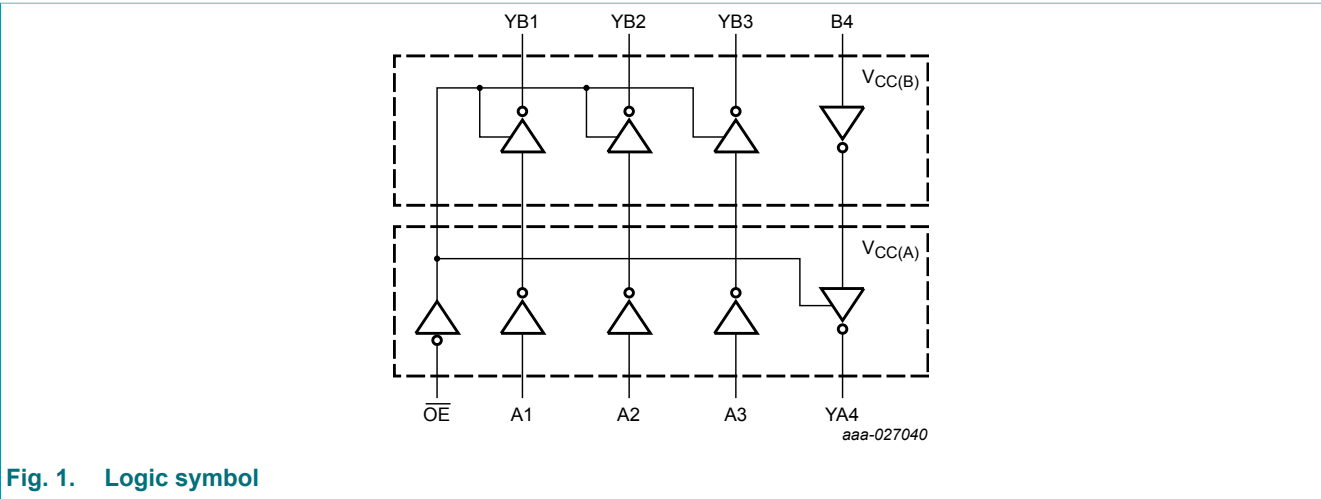 YB1 YB2 YB3 B4
VCC(B)
VCC(A)
OE A1 A2 A3 YA4
aaa-027040
Fig. 1. Logic symbol